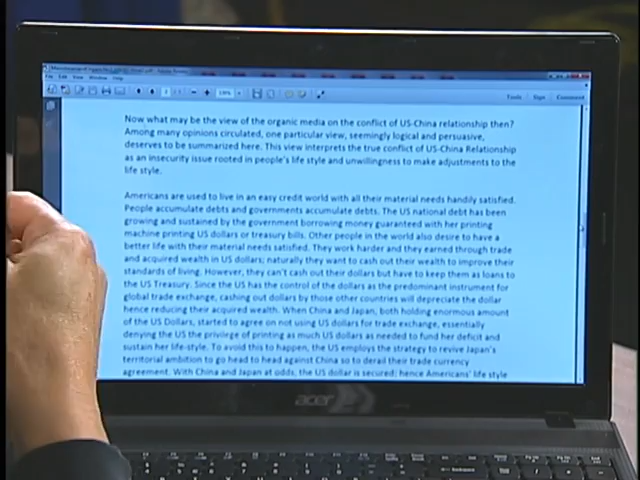 Tools Sign Comment
Now what may be the view of the organic media on the conflict of US-China relationship then?
Among many opinions circulated, one particular view, seemingly logical and persuasive,
deserves to be summarized here. This view interprets the true conflict of US-China Relationship
as an insecurity issue rooted in people's life style and unwillingness to make adjustments to the
life style.
Americans are used to live in an easy credit world with all their material needs handily satisfied.
People accumulate debts and governments accumulate debts. The US national debt has been
growing and sustained by the government borrowing money guaranteed with her printing
machine printing US dollars or treasury bills. Other people in the world also desire to have a
better life with their material needs satisfied. They work harder and they earned through trade
and acquired wealth in US dollars; naturally they want to cash out their wealth to improve their
standards of living. However, they can't cash out their dollars but have to keep them as loans to
the US Treasury. Since the US has the control of the dollars as the predominant instrument for
global trade exchange, cashing out dollars by those other countries will depreciate the dollar
hence reducing their acquired wealth. When China and Japan, both holding enormous amount
of the US Dollars, started to agree on not using US dollars for trade exchange, essentially
denying the US the privilege of printing as much US dollars as needed to fund her deficit and
sustain her life-style. To avoid this to happen, the US employs the strategy to revive Japan's
territorial ambition to go head to head against China so to derail their trade currency
agreement. With China and Japan at odds, the US dollar is secured; hence Americans' life style
acer